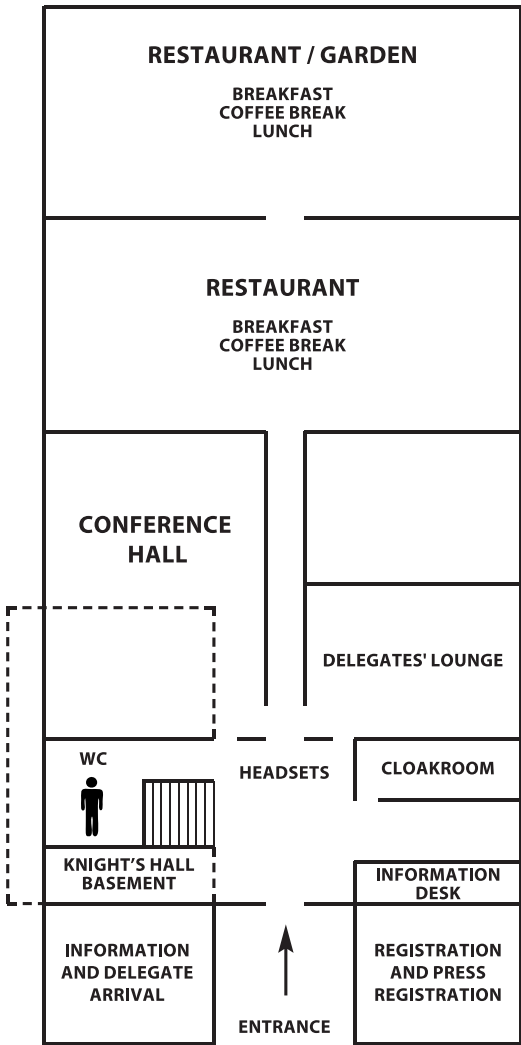 RESTAURANT / GARDEN
BREAKFAST
COFFEE BREAK
LUNCH
RESTAURANT
BREAKFAST
COFFEE BREAK
LUNCH
CONFERENCE
HALL
DELEGATES' LOUNGE
WC
HEADSETS
CLOAKROOM
KNIGHT'S HALL
BASEMENT
INFORMATION
DESK
INFORMATION
AND DELEGATE
ARRIVAL
REGISTRATION
AND PRESS
REGISTRATION
ENTRANCE